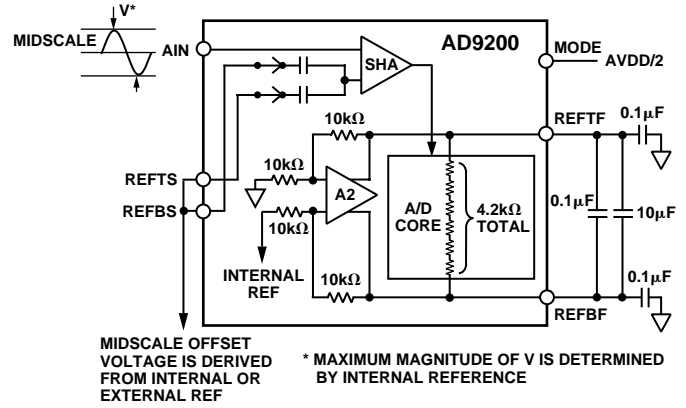 V*
MIDSCALE
AIN
AD9200
MODE
AVDD/2
SHA
0.1µF
REFTF
10kΩ
10kΩ
REFTS
A2
A/D
CORE
4.2kΩ
TOTAL
0.1µF
10µF
REFBS
10kΩ
INTERNAL
REF
10kΩ
0.1µF
REFBF
MIDSCALE OFFSET
VOLTAGE IS DERIVED
FROM INTERNAL OR
EXTERNAL REF
* MAXIMUM MAGNITUDE OF V IS DETERMINED
BY INTERNAL REFERENCE